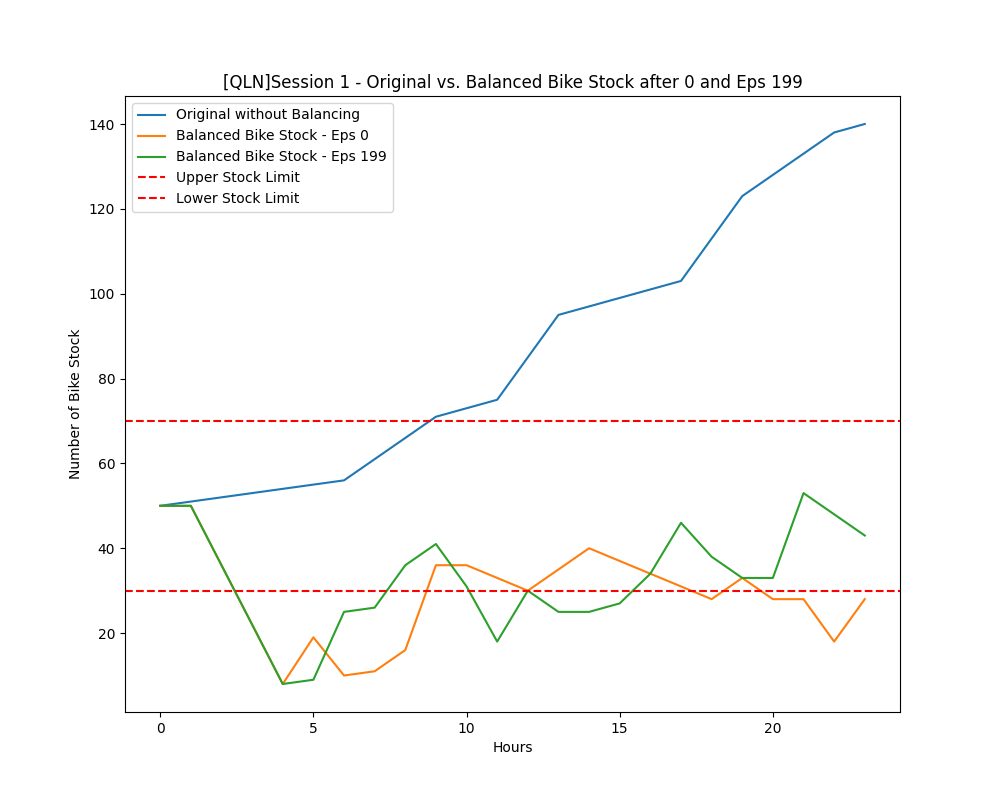 [QLN]Session 1 - Original vs. Balanced Bike Stock after 0 and Eps 199
Original without Balancing
Balanced Bike Stock - Eps 0
Balanced Bike Stock - Eps 199
Upper Stock Limit
Lower Stock Limit
140
120
100
80
60
40
20
Number of Bike Stock
0 5 10 15 20
Hours